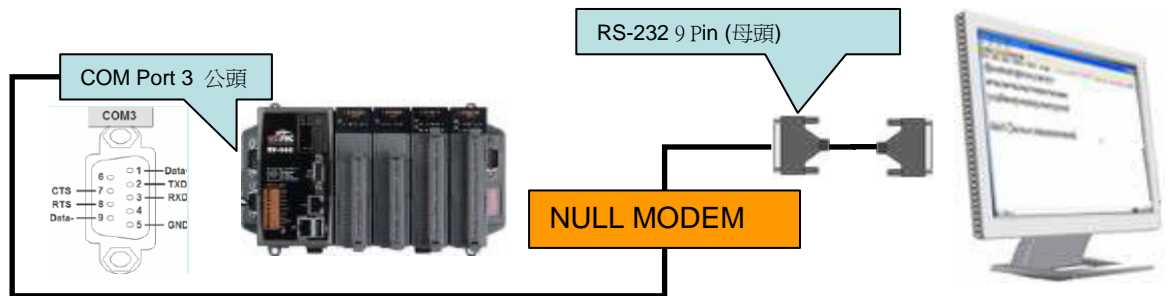 RS-232 9 Pin (母頭)
COM Port 3 公頭
COM3
6
1
Data-
CTS
7
2
TXD
RTS
8
3
RXD
Data-
9
4
5
GND
NULL MODEM